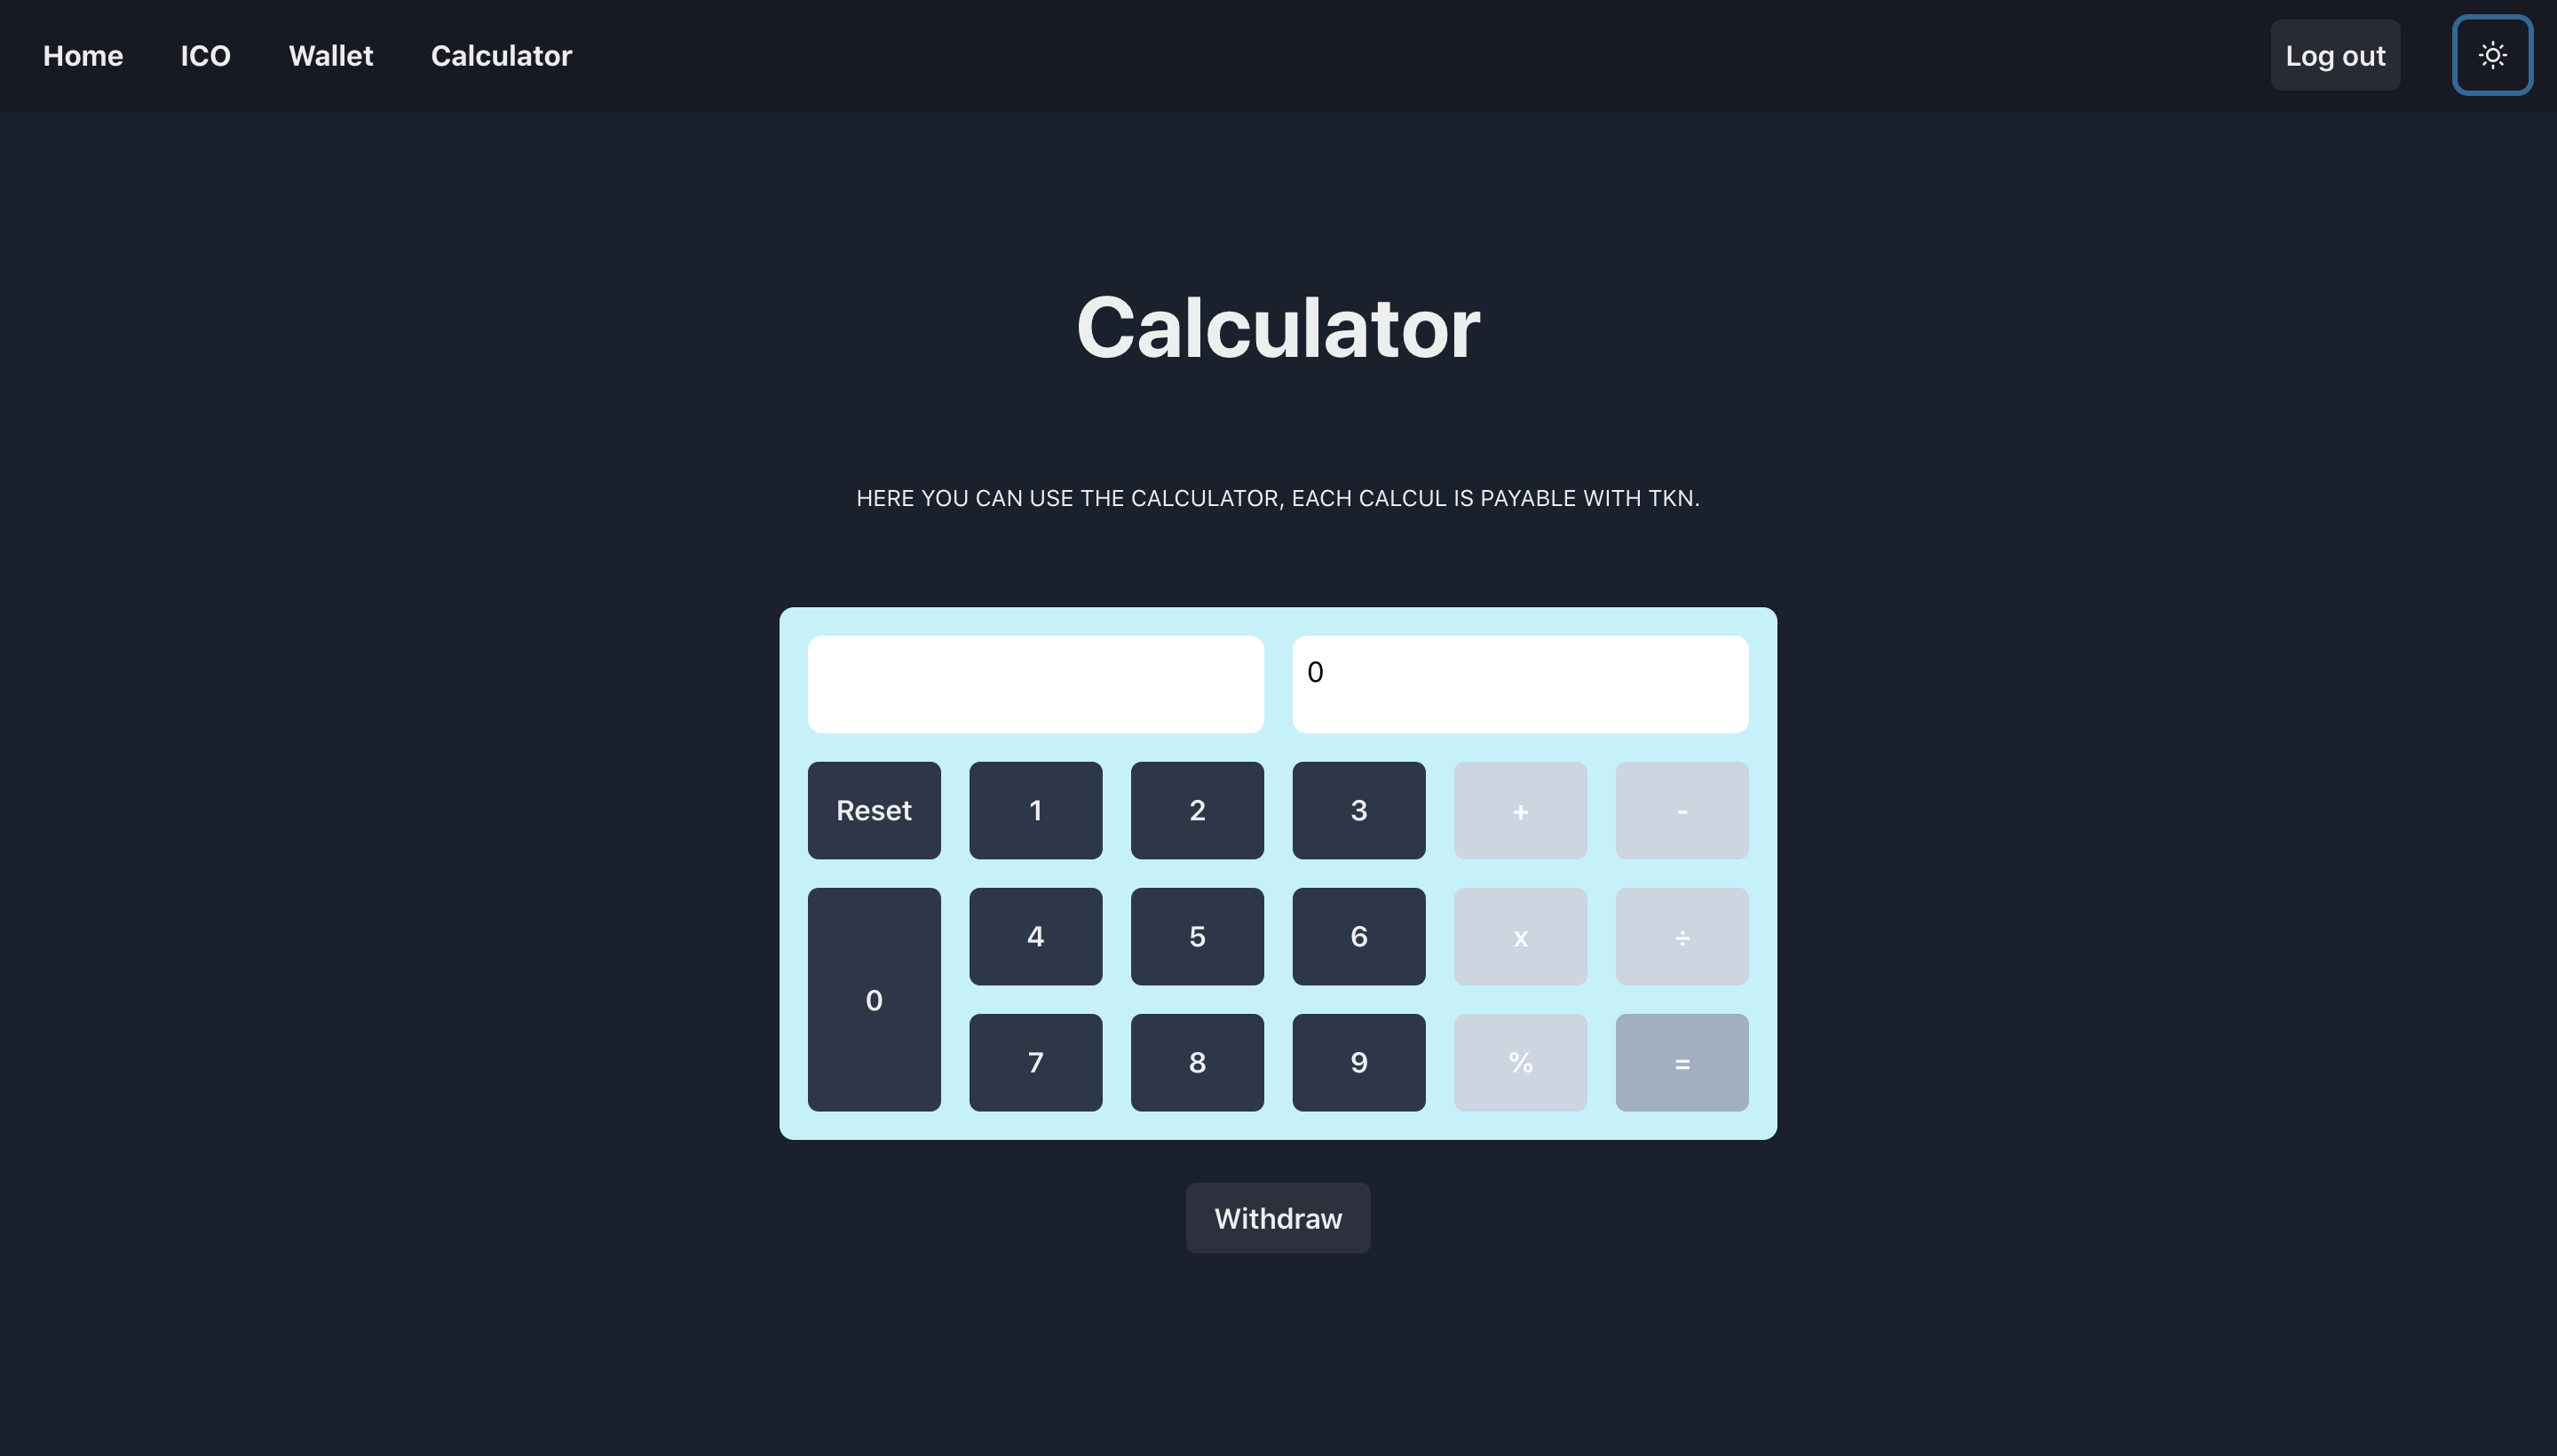 Home ICO Wallet Calculator Log out
Calculator
HERE YOU CAN USE THE CALCULATOR, EACH CALCUL IS PAYABLE WITH TKN.
0
Reset 1 2 3 + -
4 5 6 x ÷
0
7 8 9 % =
Withdraw